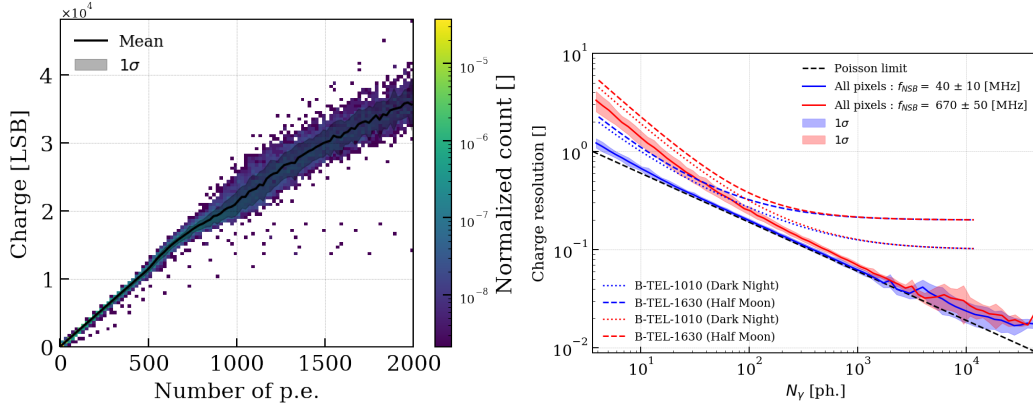 ×10⁴
Mean
1σ
4
3
2
1
0
0
500
1000
1500
2000
Number of p.e.
Charge [LSB]
10⁻⁵
10⁻⁶
10⁻⁷
10⁻⁸
Normalized count []
10¹
10⁰
10⁻¹
10⁻²
Charge resolution []
Poisson limit
All pixels : f_NSB = 40 ± 10 [MHz]
All pixels : f_NSB = 670 ± 50 [MHz]
1σ
1σ
B-TEL-1010 (Dark Night)
B-TEL-1630 (Half Moon)
B-TEL-1010 (Dark Night)
B-TEL-1630 (Half Moon)
10¹
10²
10³
10⁴
N_γ [ph.]